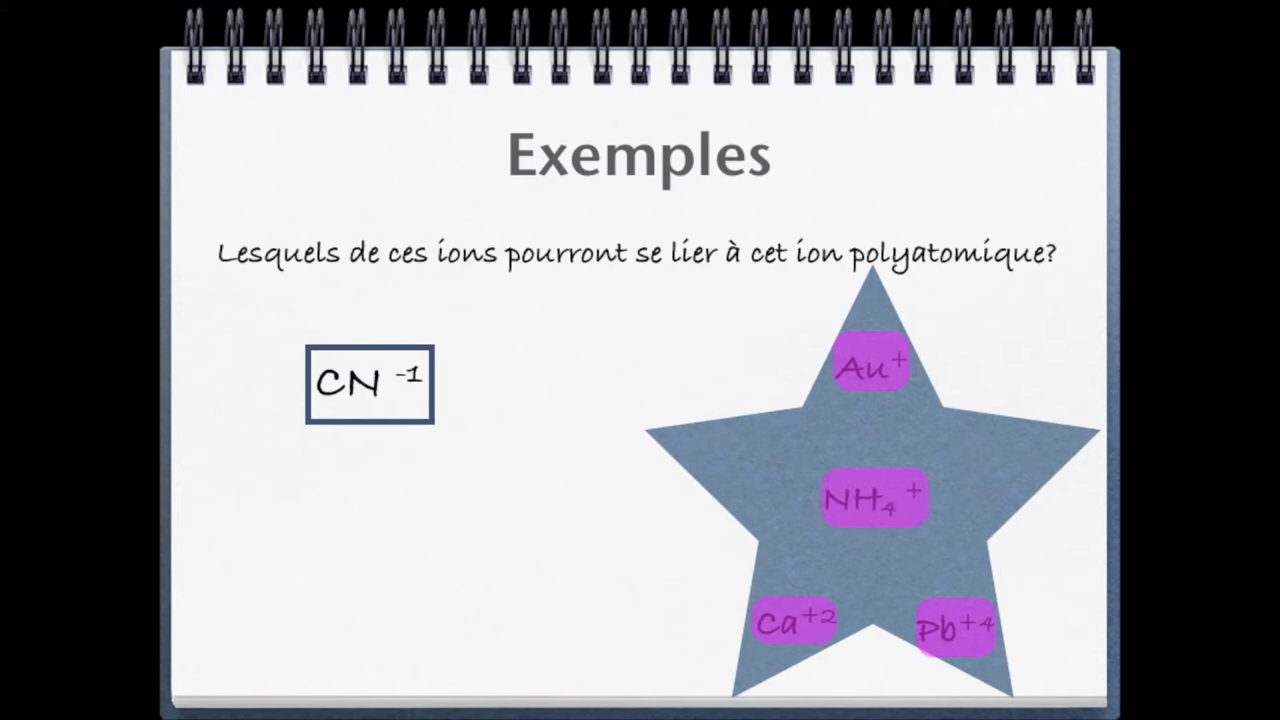 Exemples
Lesquels de ces ions pourront se lier à cet ion polyatomique?
CN ⁻¹
Au⁺
NH₄⁺
Ca⁺²
Pb⁺⁴